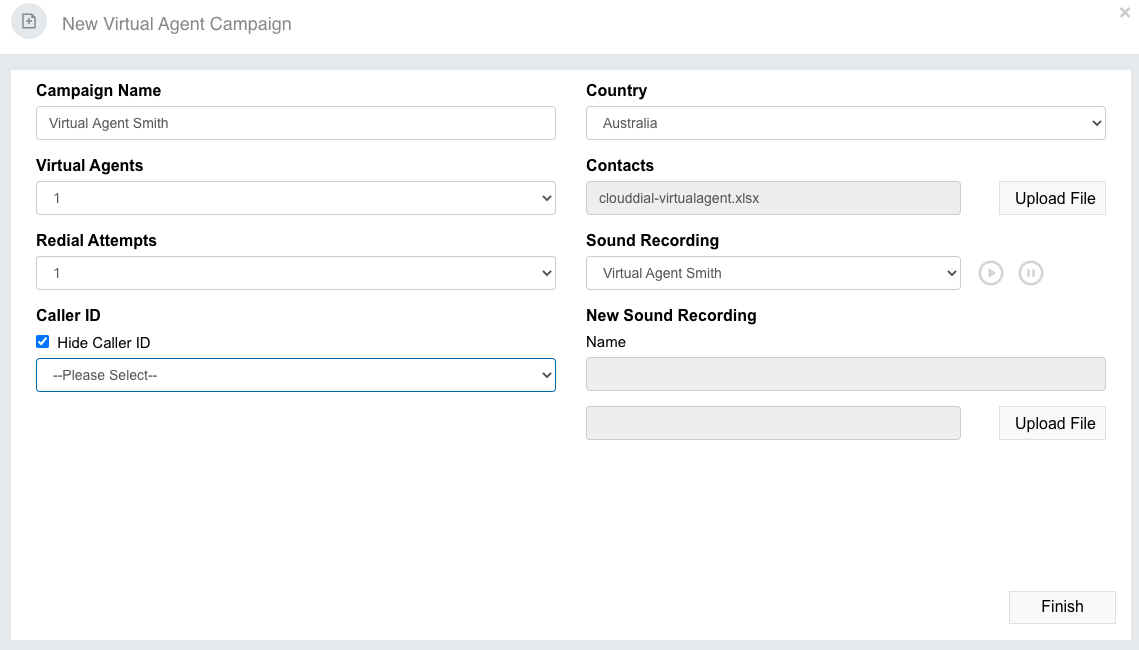 New Virtual Agent Campaign
×
Campaign Name
Virtual Agent Smith
Country
Australia
Virtual Agents
1
Contacts
clouddial-virtualagent.xlsx
Upload File
Redial Attempts
1
Sound Recording
Virtual Agent Smith
Caller ID
Hide Caller ID
--Please Select--
New Sound Recording
Name
Upload File
Finish